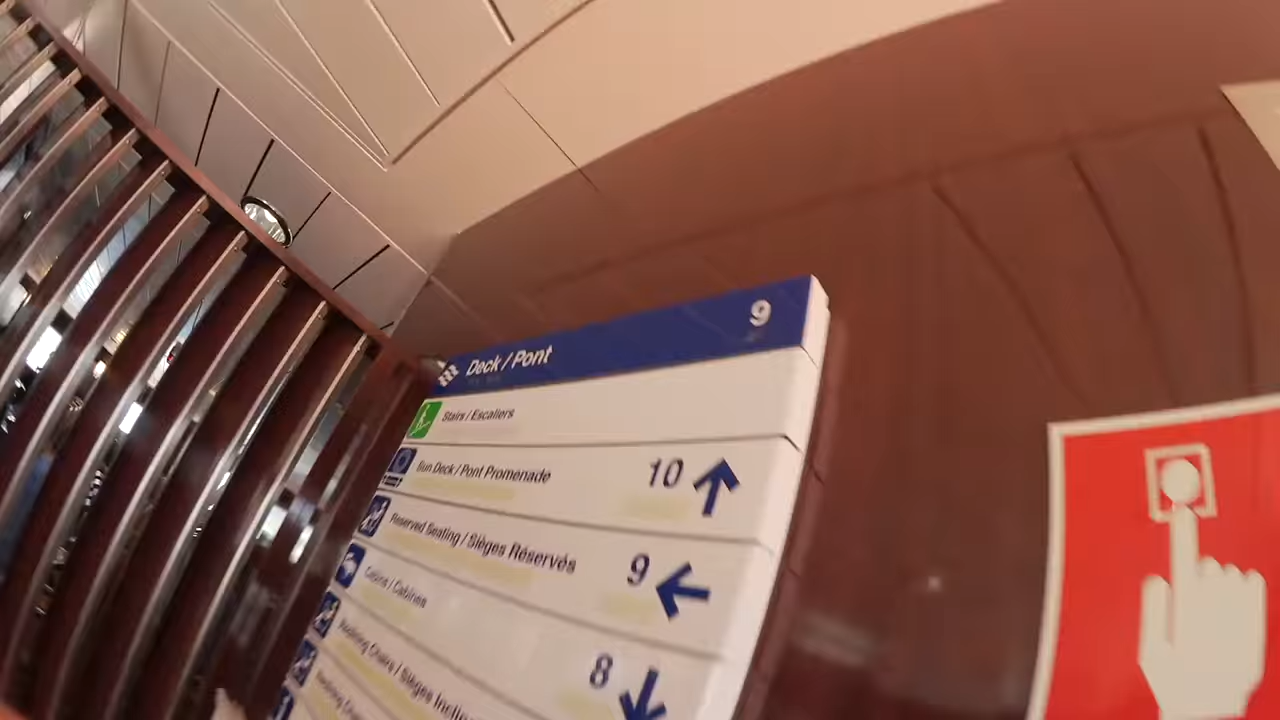 Deck / Pont 9
Stairs / Escaliers
Sun Deck / Pont Promenade 10
Reserved Seating / Sièges Réservés 9
Cabins / Cabines
8